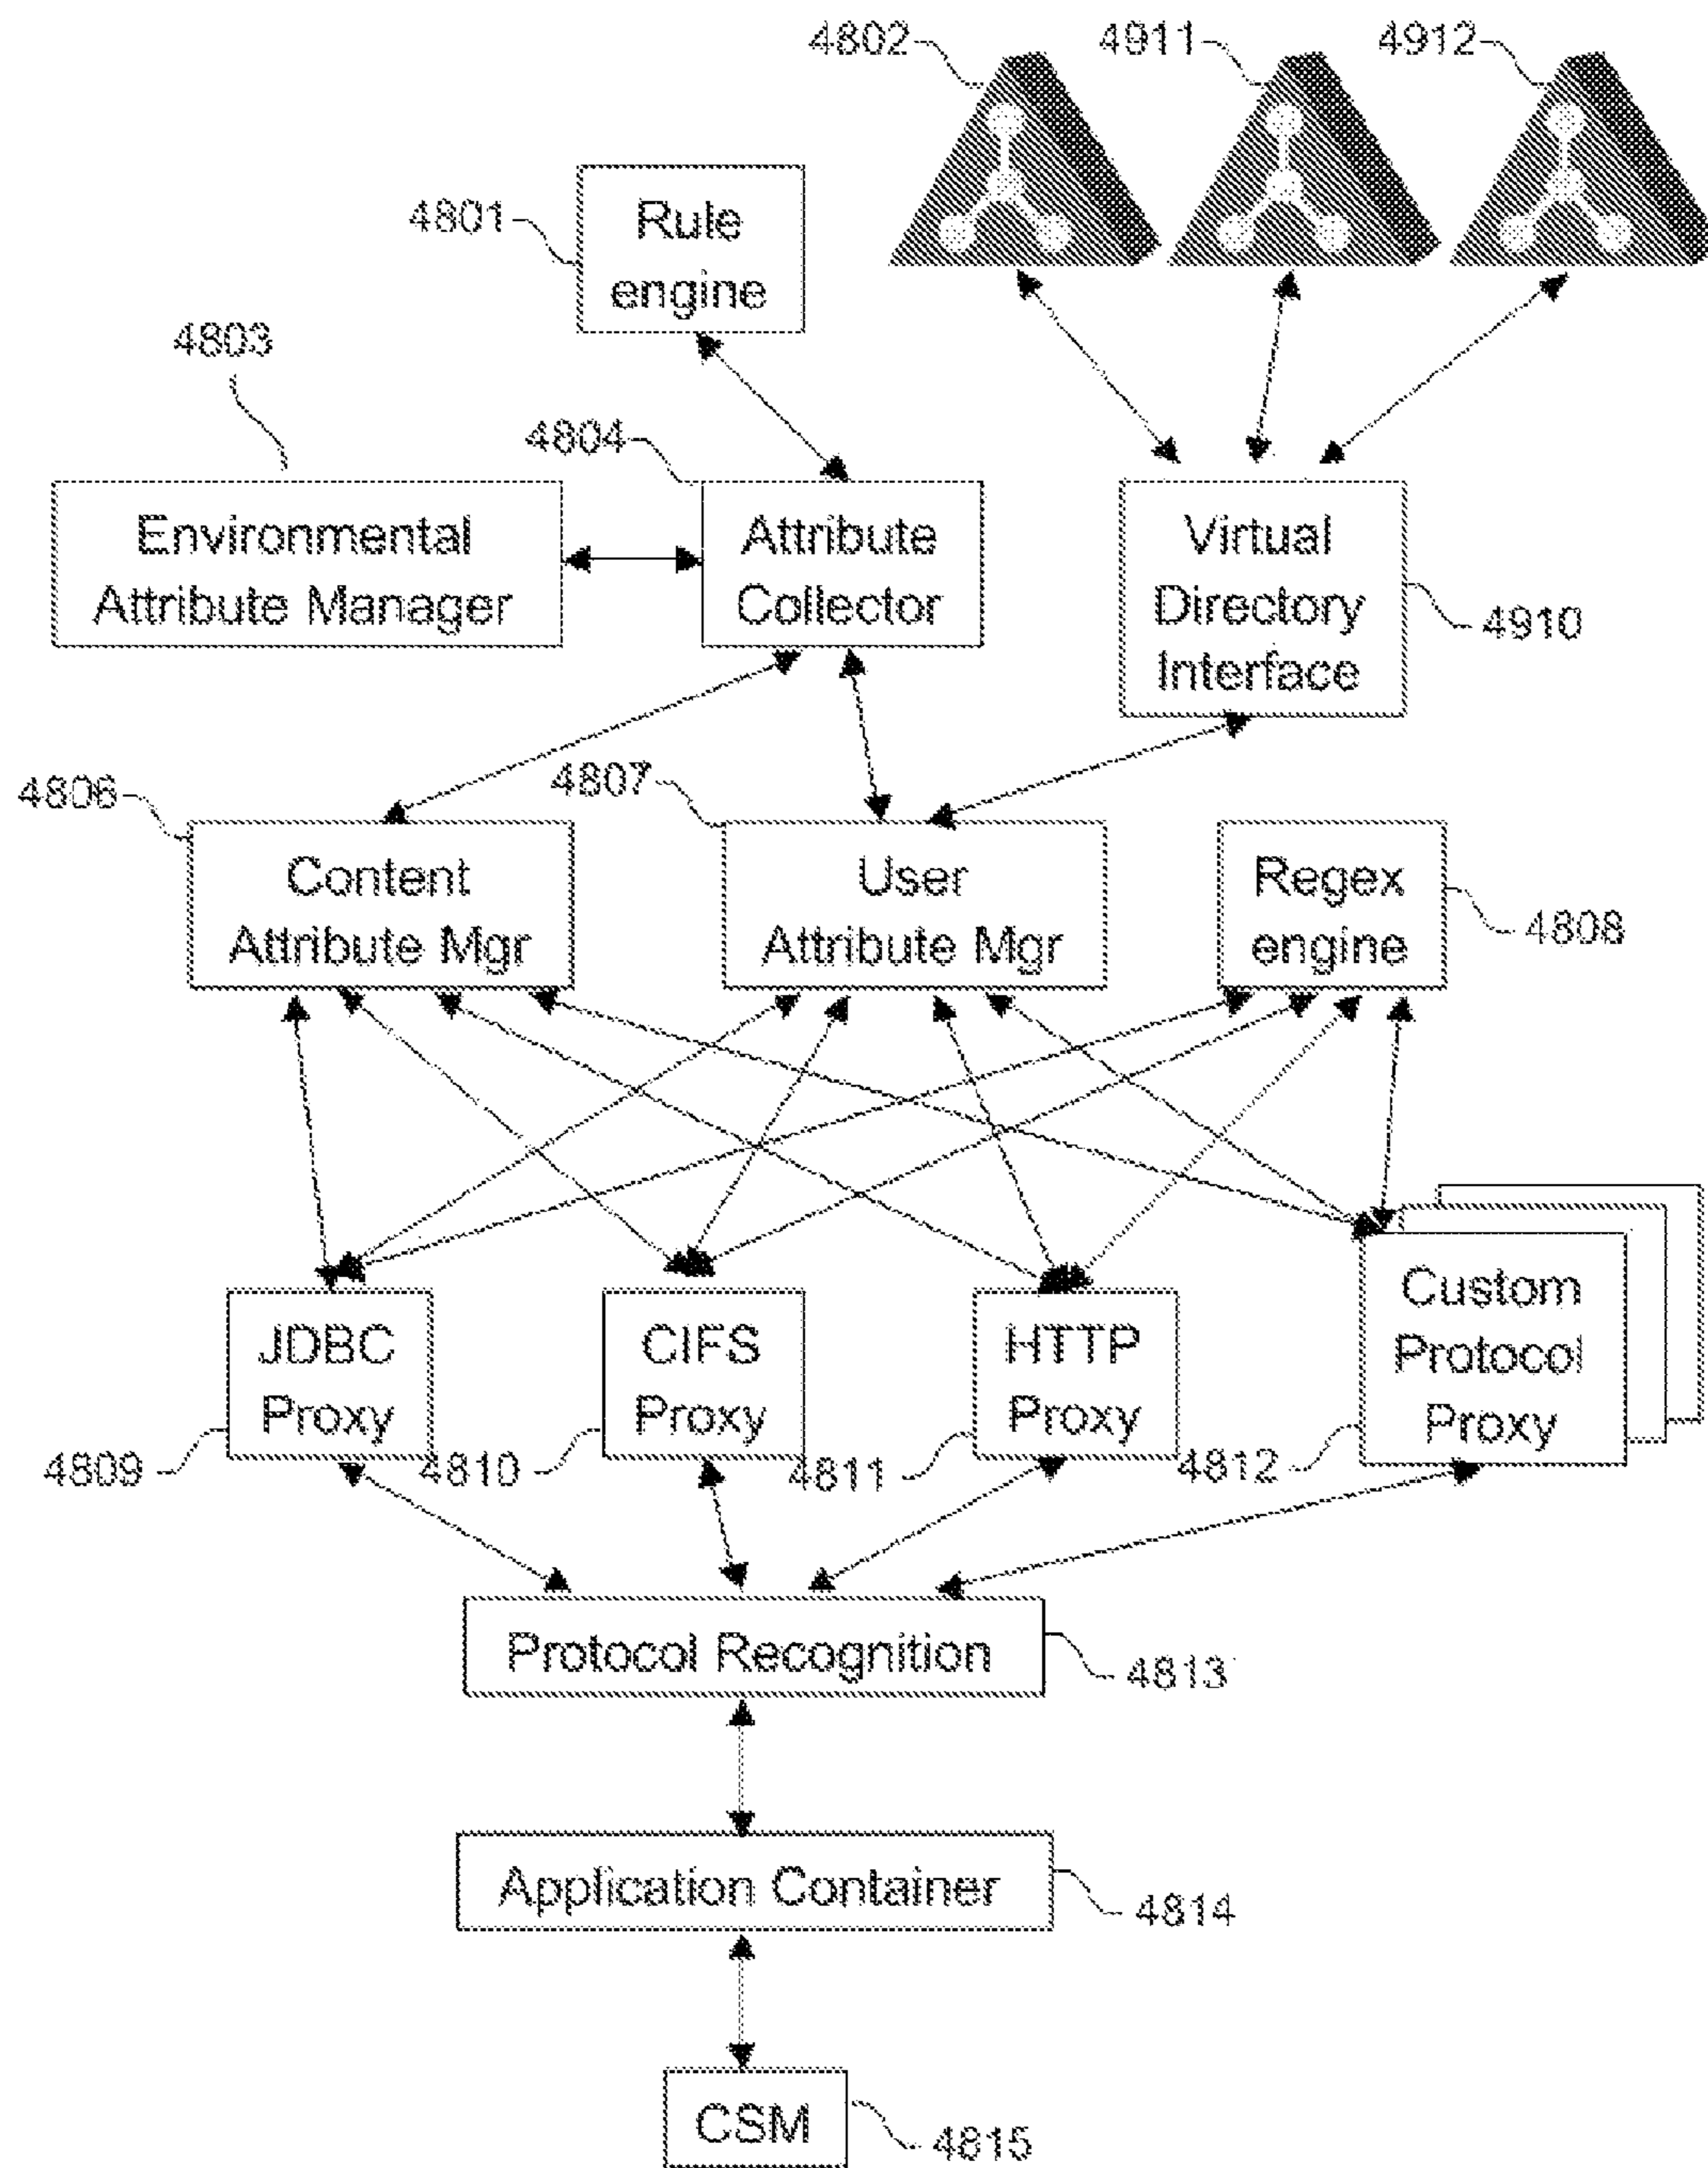 4802
4911
4912
4801
Rule
engine
4803
4804
Environmental
Attribute Manager
Attribute
Collector
Virtual
Directory
Interface
4910
4806
4807
Content
Attribute Mgr
User
Attribute Mgr
Regex
engine
4808
JDBC
Proxy
CIFS
Proxy
HTTP
Proxy
Custom
Protocol
Proxy
4809
4810
4811
4812
Protocol Recognition
4813
Application Container
4814
CSM
4815